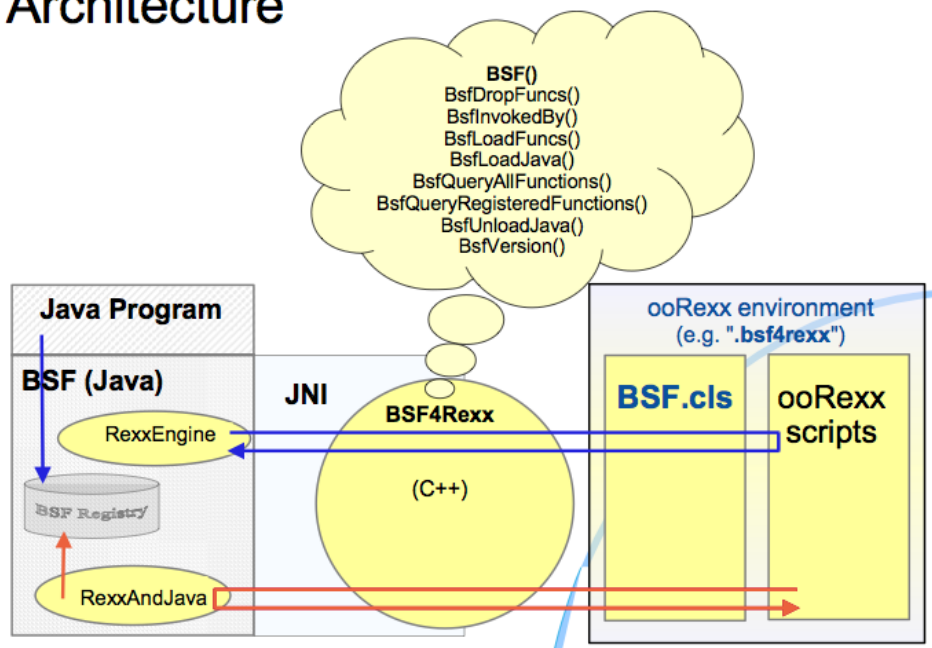 Architecture
BSF()
BsfDropFuncs()
BsfInvokedBy()
BsfLoadFuncs()
BsfLoadJava()
BsfQueryAllFunctions()
BsfQueryRegisteredFunctions()
BsfUnloadJava()
BsfVersion()
Java Program
ooRexx environment
(e.g. ".bsf4rexx")
BSF (Java)
JNI
BSF4Rexx
(C++)
BSF.cls
ooRexx
scripts
RexxEngine
BSF Registry
RexxAndJava